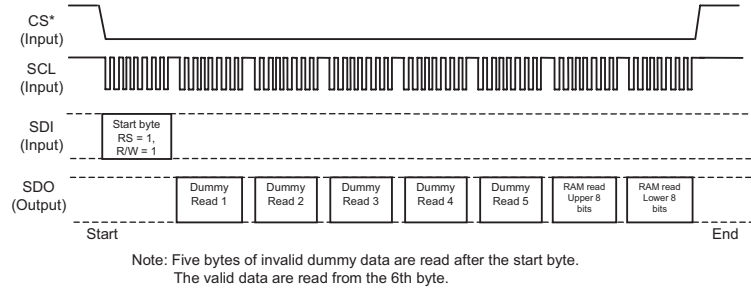 CS*
(Input)
SCL
(Input)
SDI
(Input)
Start byte
RS = 1,
R/W = 1
SDO
(Output)
Dummy
Read 1
Dummy
Read 2
Dummy
Read 3
Dummy
Read 4
Dummy
Read 5
RAM read
Upper 8
bits
RAM read
Lower 8
bits
Start
End
Note: Five bytes of invalid dummy data are read after the start byte.
The valid data are read from the 6th byte.